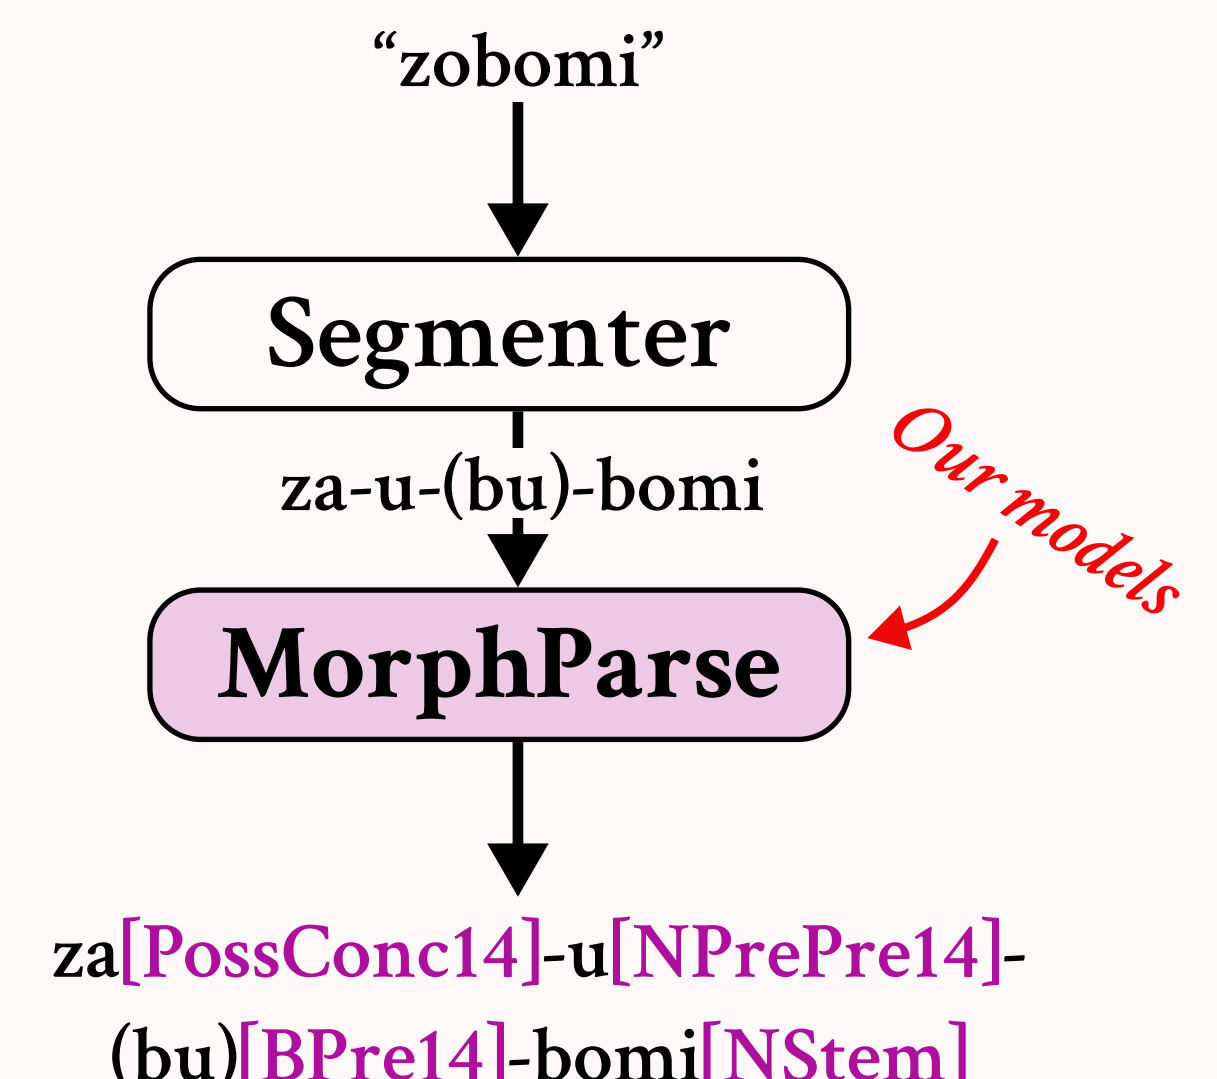 “zobomi”
Segmenter
za-u-(bu)-bomi
Our models
MorphParse
za[PossConc14]-u[NPrePre14]-
(bu)[BPre14]-bomi[NStem]